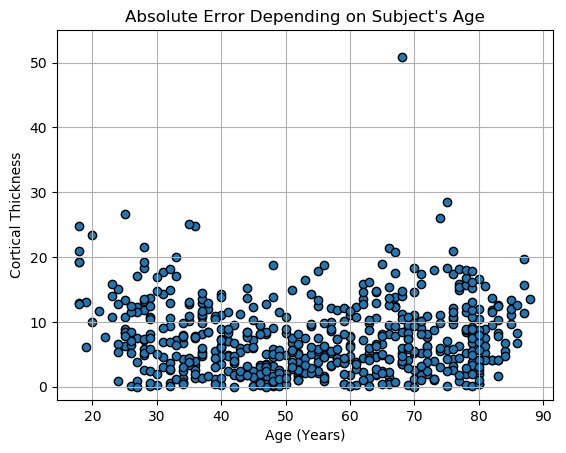 Absolute Error Depending on Subject's Age
50
40
30
20
10
0
Cortical Thickness
20 30 40 50 60 70 80 90
Age (Years)